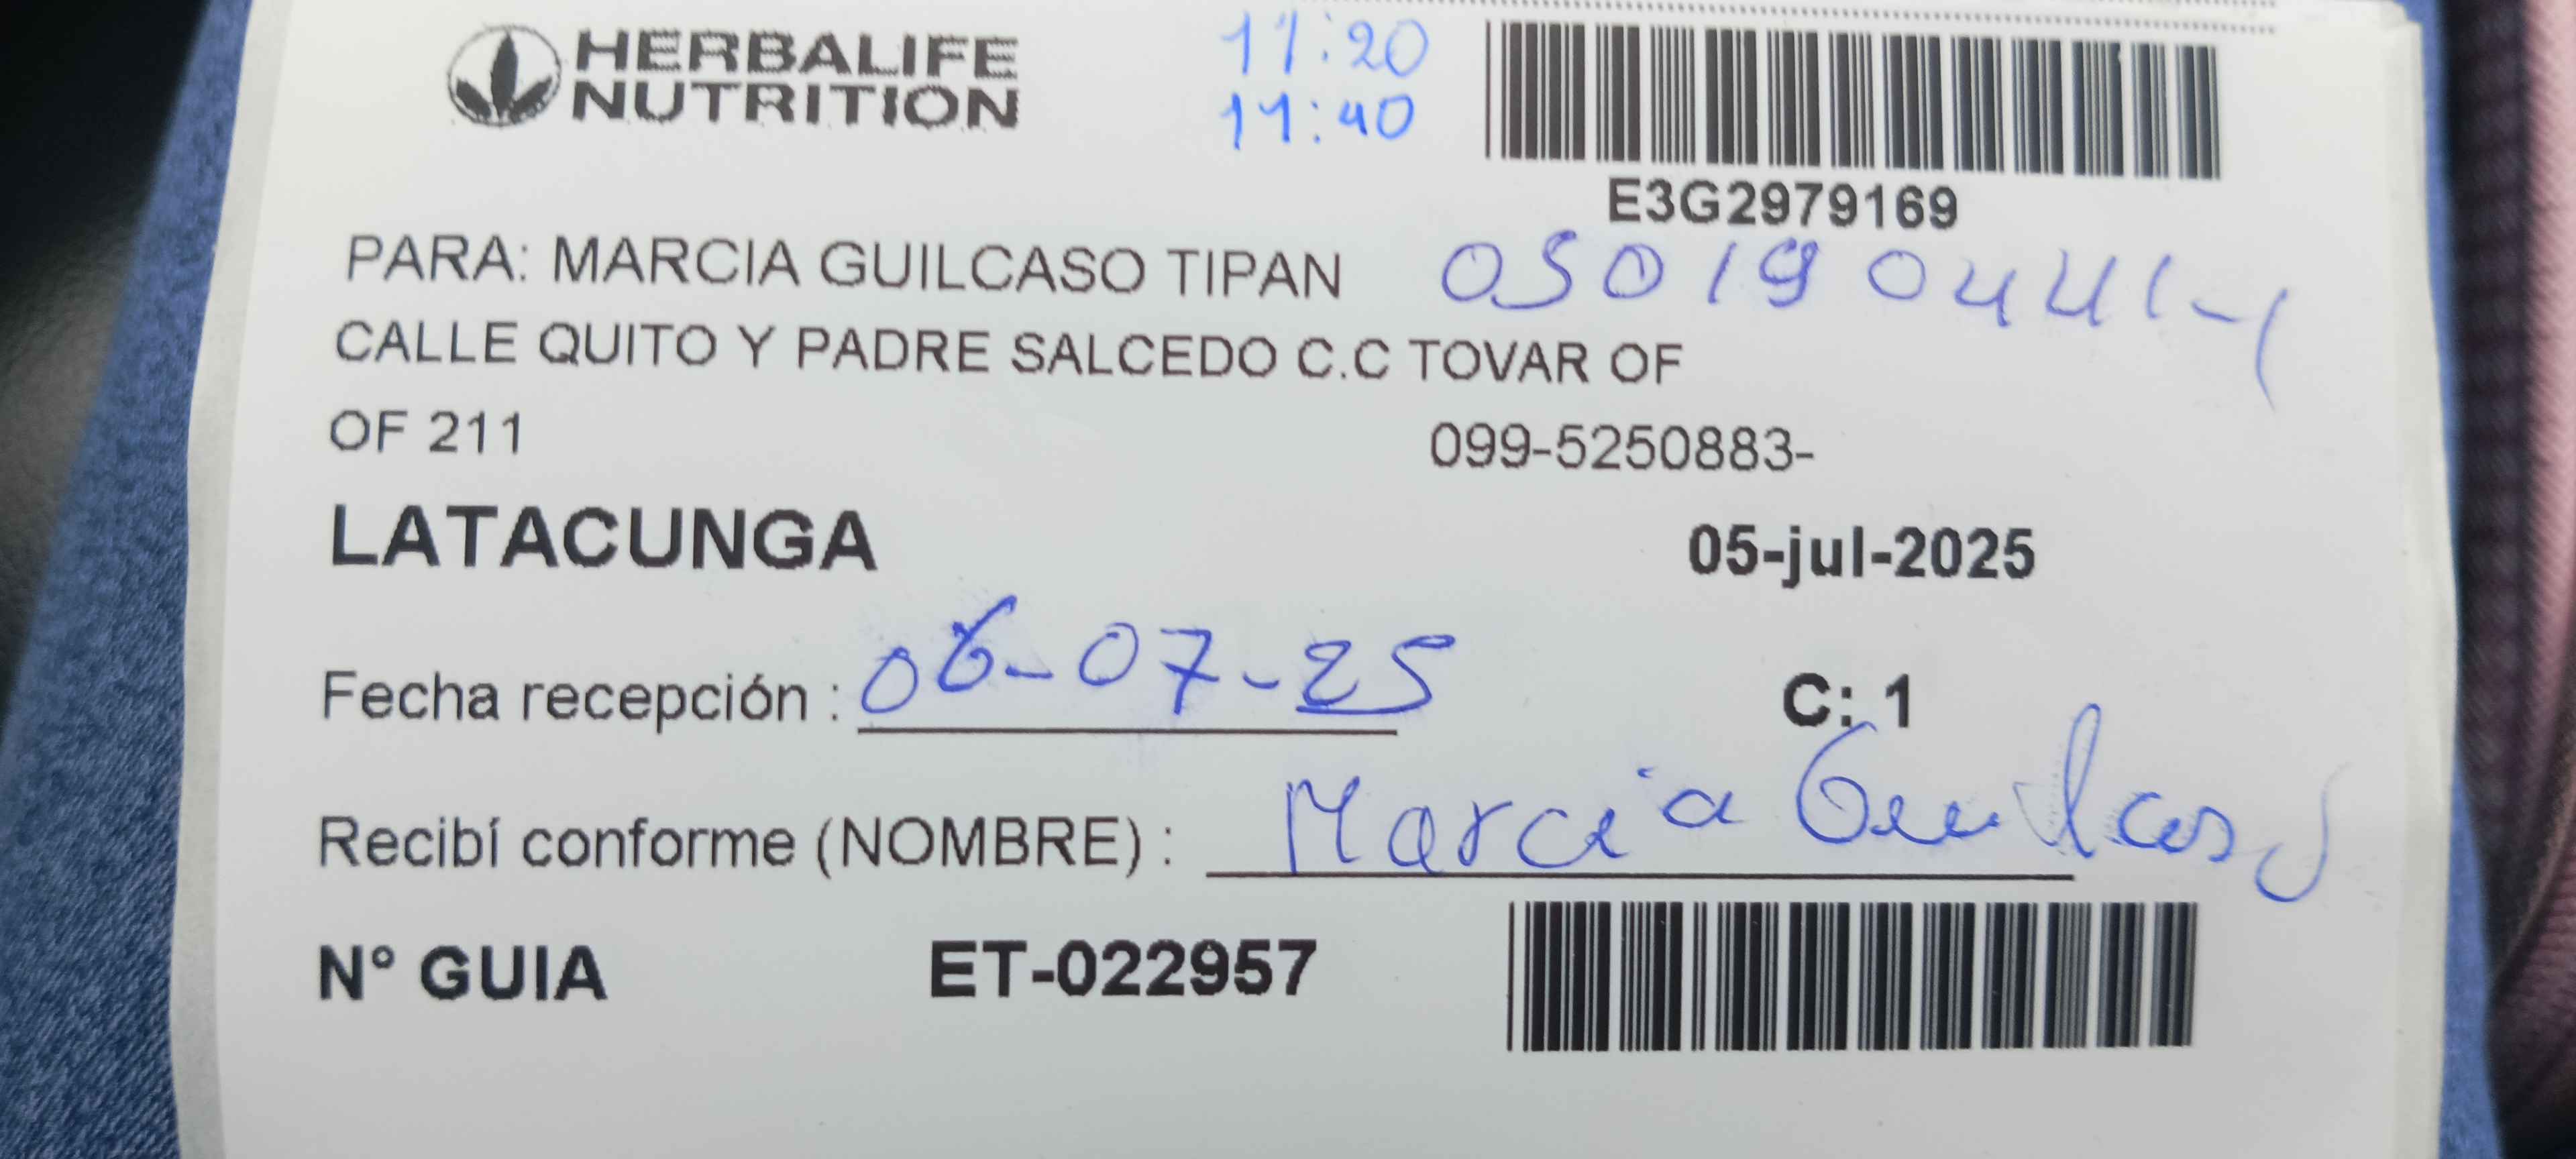 HERBALIFE
NUTRITION
11:20
11:40
E3G2979169
PARA: MARCIA GUILCASO TIPAN 050190441-1
CALLE QUITO Y PADRE SALCEDO C.C TOVAR OF
OF 211 099-5250883-
LATACUNGA 05-jul-2025
Fecha recepción : 06-07-25 C: 1
Recibí conforme (NOMBRE) : Marcia Guilcaso
N° GUIA ET-022957